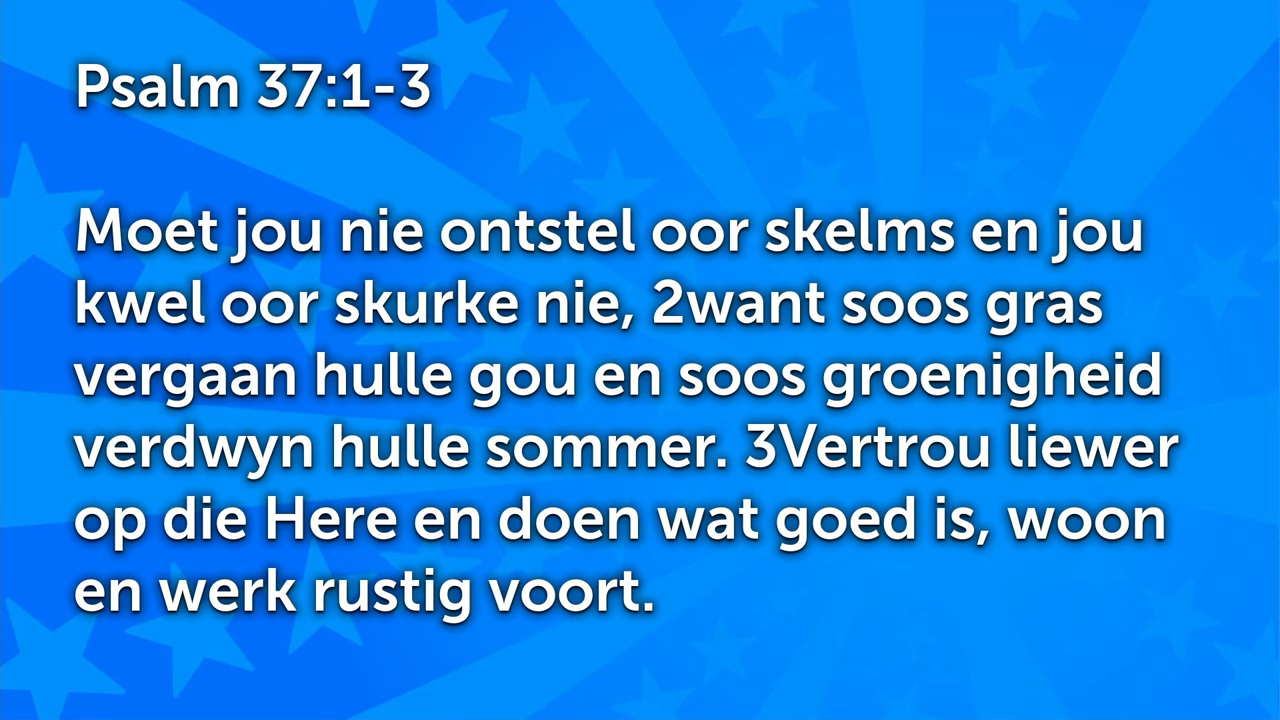 Psalm 37:1-3
Moet jou nie ontstel oor skelms en jou
kwel oor skurke nie, 2want soos gras
vergaan hulle gou en soos groenigheid
verdwyn hulle sommer. 3Vertrou liewer
op die Here en doen wat goed is, woon
en werk rustig voort.